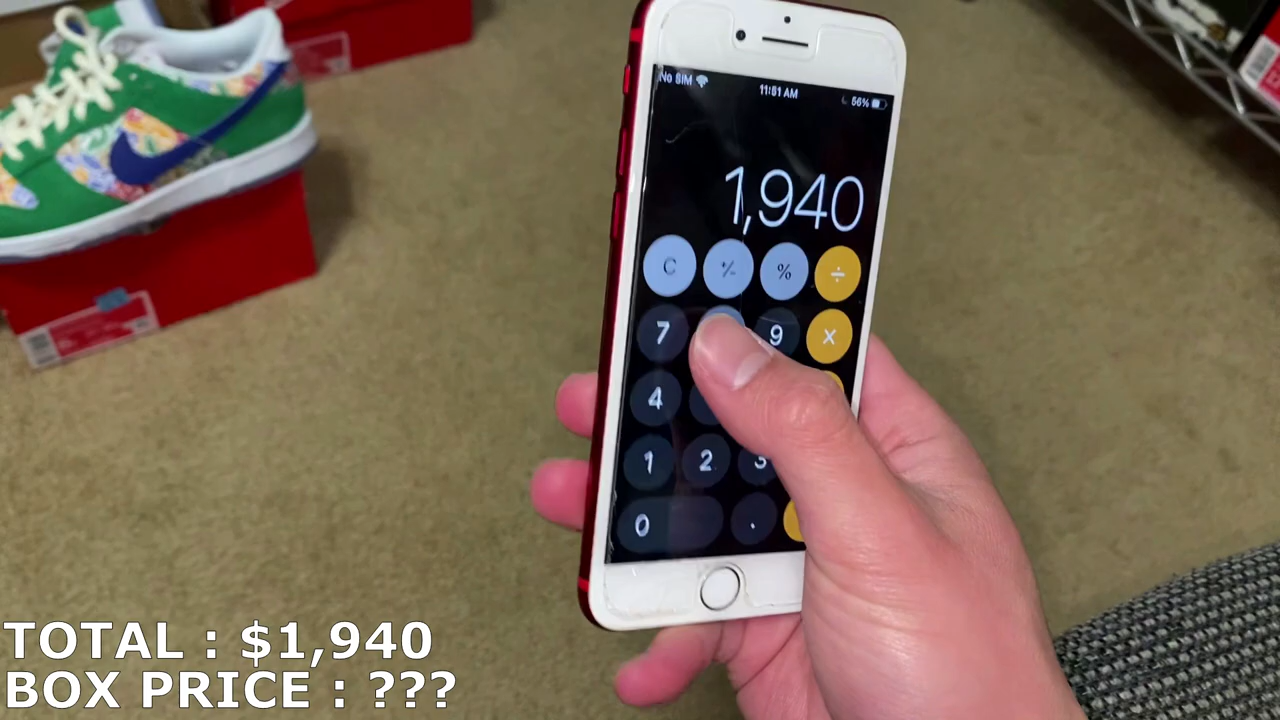 No SIM 11:51 AM 56%
1,940
C +/- % ÷
7 9 ×
4
1 2 3
0 .
TOTAL : $1,940
BOX PRICE : ???